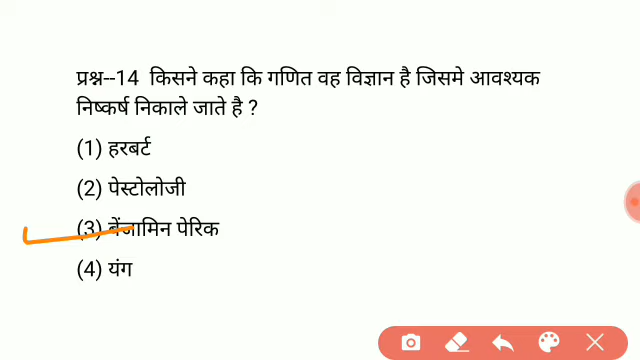 प्रश्न--14 किसने कहा कि गणित वह विज्ञान है जिसमे आवश्यक
निष्कर्ष निकाले जाते है ?
(1) हरबर्ट
(2) पेस्टोलोजी
(3) बेंजामिन पेरिक
(4) यंग